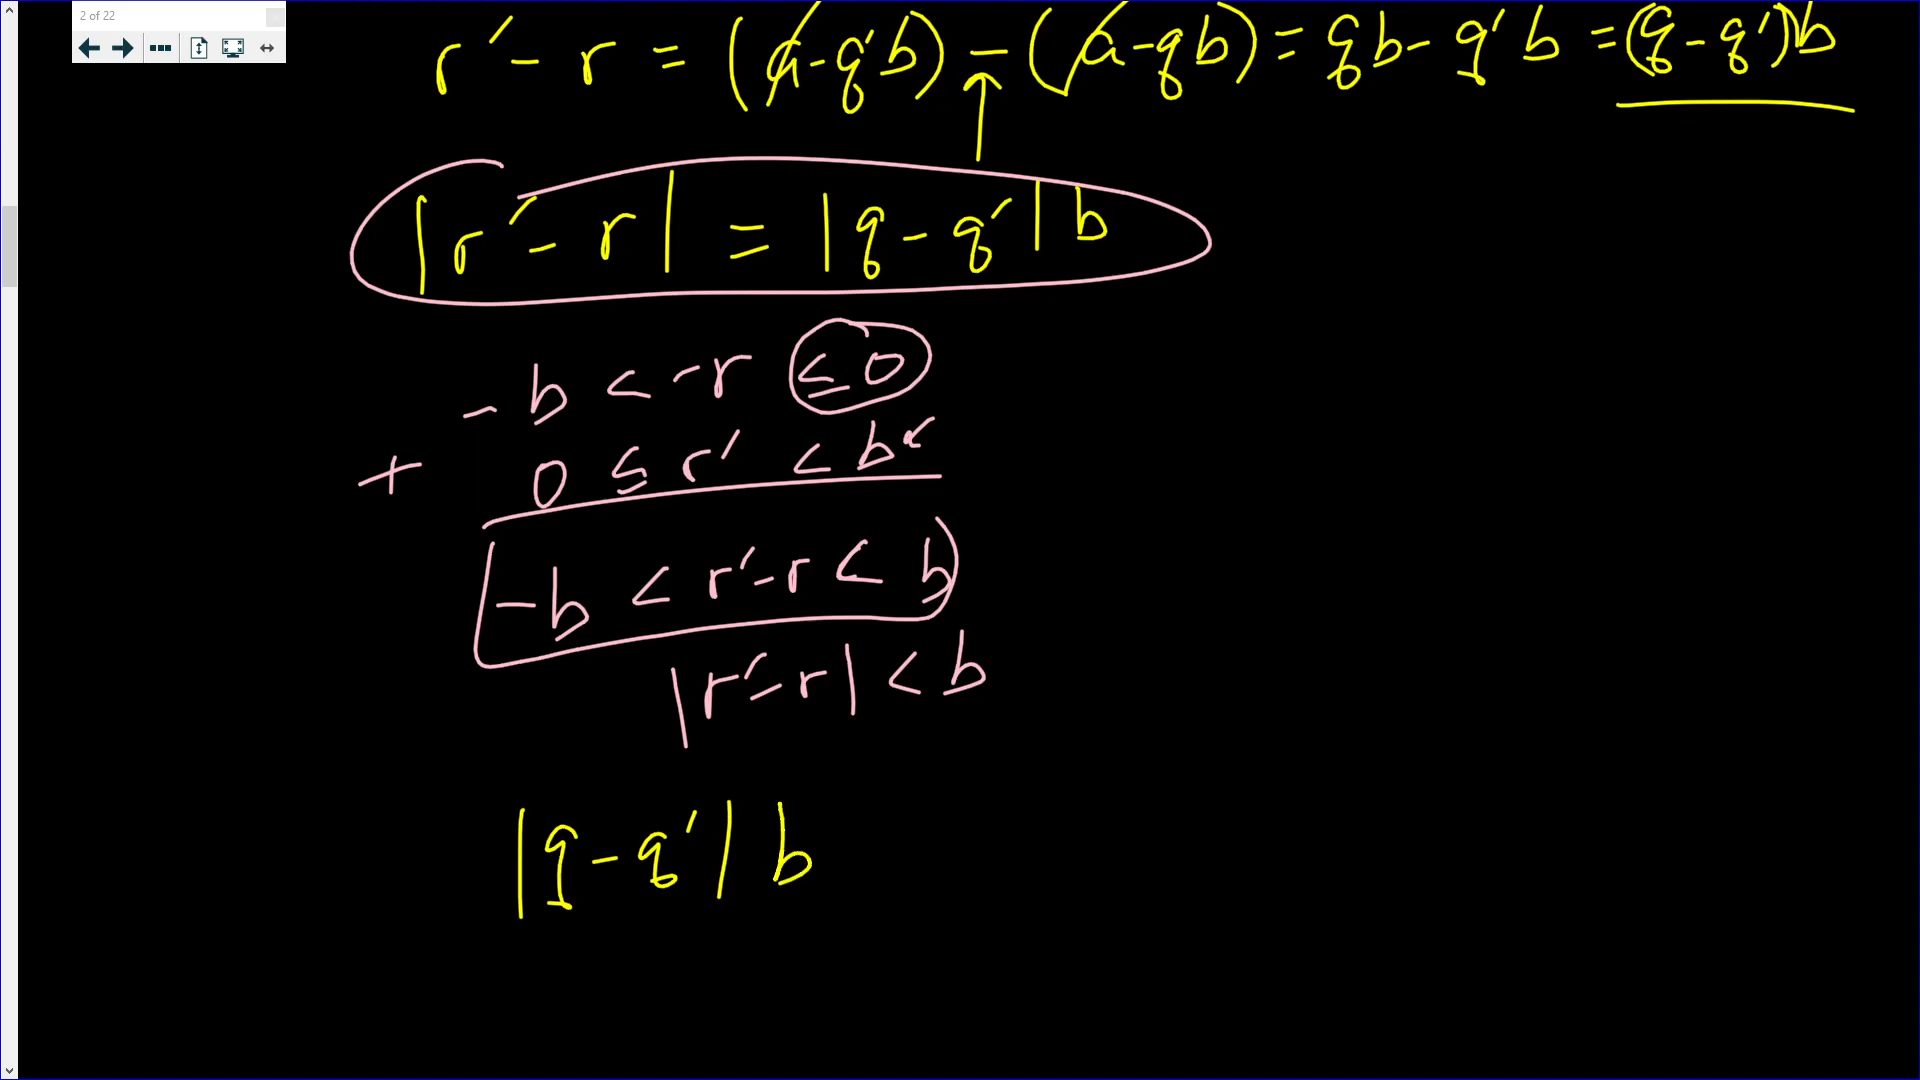 2 of 22
r′ - r = (a - q′b) - (a - qb) = qb - q′b = (q - q′)b
|r′ - r| = |q - q′| b
- b < - r ≤ 0
+ 0 ≤ r′ < b
- b < r′ - r < b
|r′ - r| < b
|q - q′| b